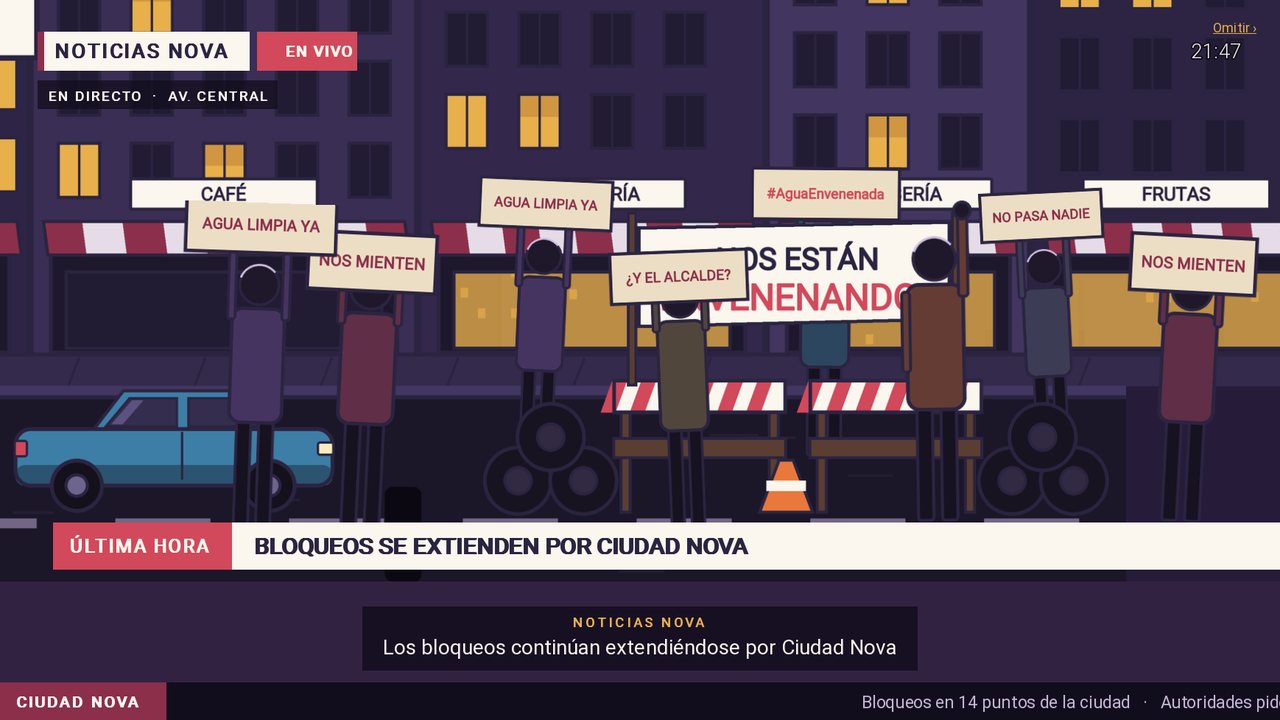 NOTICIAS NOVA
EN VIVO
Omitir ›
21:47
EN DIRECTO · AV. CENTRAL
CAFÉ
FRUTAS
AGUA LIMPIA YA
NOS MIENTEN
AGUA LIMPIA YA
#AguaEnvenenada
¿Y EL ALCALDE?
ESTÁN
NO PASA NADIE
NOS MIENTEN
ÚLTIMA HORA
BLOQUEOS SE EXTIENDEN POR CIUDAD NOVA
NOTICIAS NOVA
Los bloqueos continúan extendiéndose por Ciudad Nova
CIUDAD NOVA
Bloqueos en 14 puntos de la ciudad · Autoridades